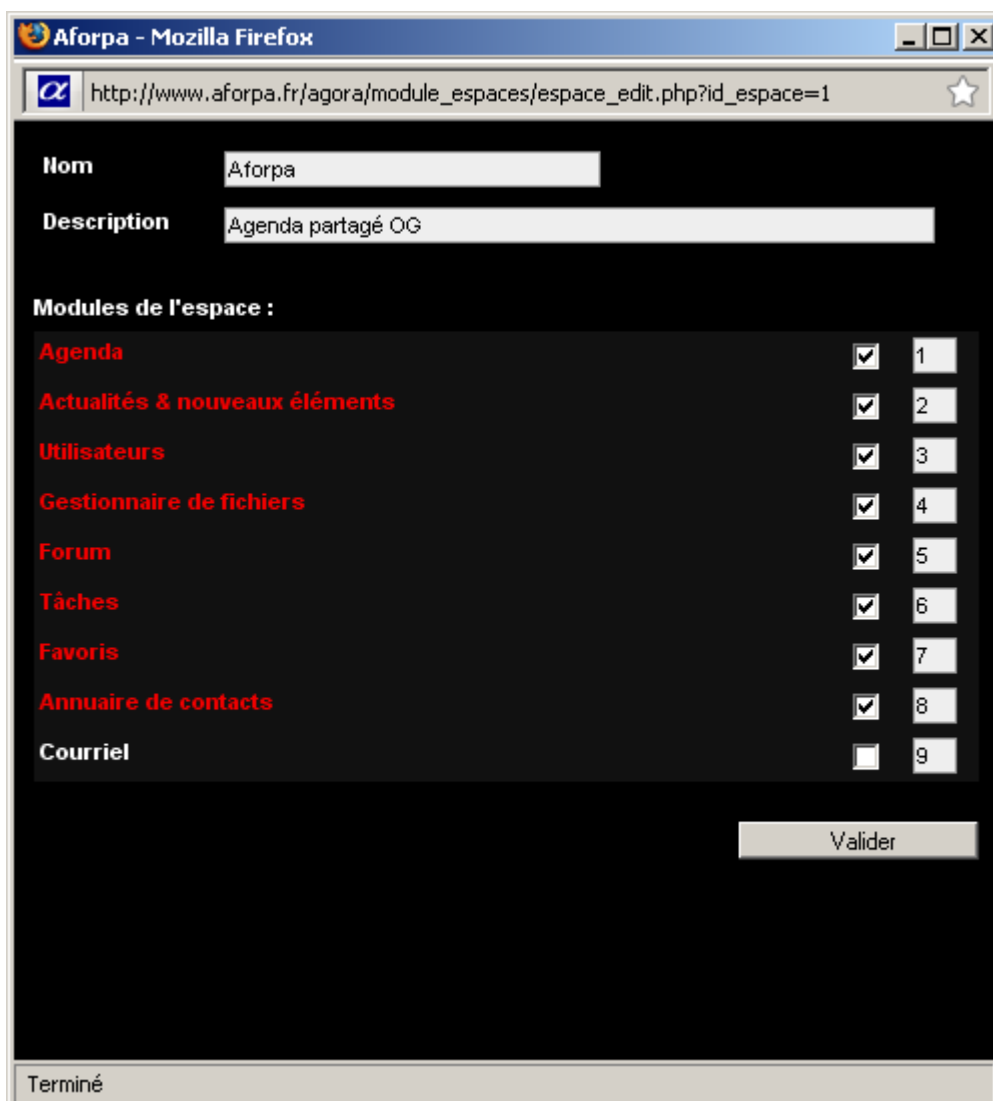 Aforpa - Mozilla Firefox
α http://www.aforpa.fr/agora/module_espaces/espace_edit.php?id_espace=1
Nom Aforpa
Description Agenda partagé OG
Modules de l'espace :
Agenda 1
Actualités & nouveaux éléments 2
Utilisateurs 3
Gestionnaire de fichiers 4
Forum 5
Tâches 6
Favoris 7
Annuaire de contacts 8
Courriel 9
Valider
Terminé